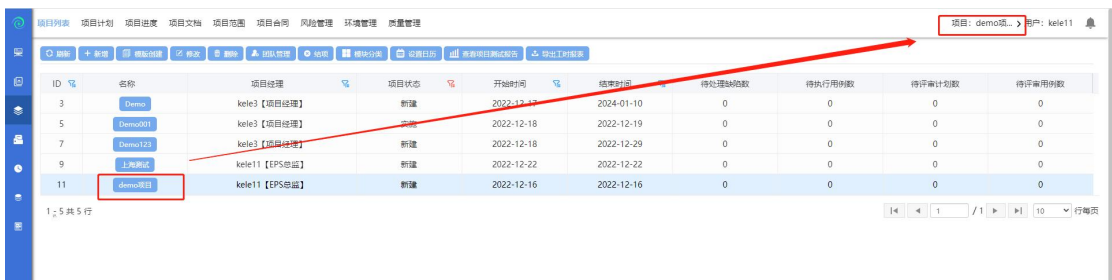 项目列表 项目计划 项目进度 项目文档 项目范围 项目合同 风险管理 环境管理 质量管理 项目: demo项... 用户: kele11
刷新 新增 模板创建 修改 删除 团队管理 结项 模块分类 设置日历 查看项目测试报告 导出工时报表
ID 名称 项目经理 项目状态 开始时间 结束时间 待处理缺陷数 待执行用例数 待评审计划数 待评审用例数
3 Demo kele3【项目经理】 新建 2022-12-17 2024-01-10 0 0 0 0
5 Demo001 kele3【项目经理】 实施 2022-12-18 2022-12-19 0 0 0 0
7 Demo123 kele3【项目经理】 新建 2022-12-18 2022-12-29 0 0 0 0
9 上海测试 kele11【EPS总监】 新建 2022-12-22 2022-12-22 0 0 0 0
11 demo项目 kele11【EPS总监】 新建 2022-12-16 2022-12-16 0 0 0 0
1 - 5 共 5 行 1 / 1 10 行每页